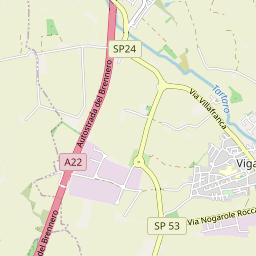 SP24
Autostrada del Brennero
Via Villafranca
Tartaro
A22
Viga
Via Nogarole Rocca
SP 53
del Brennero